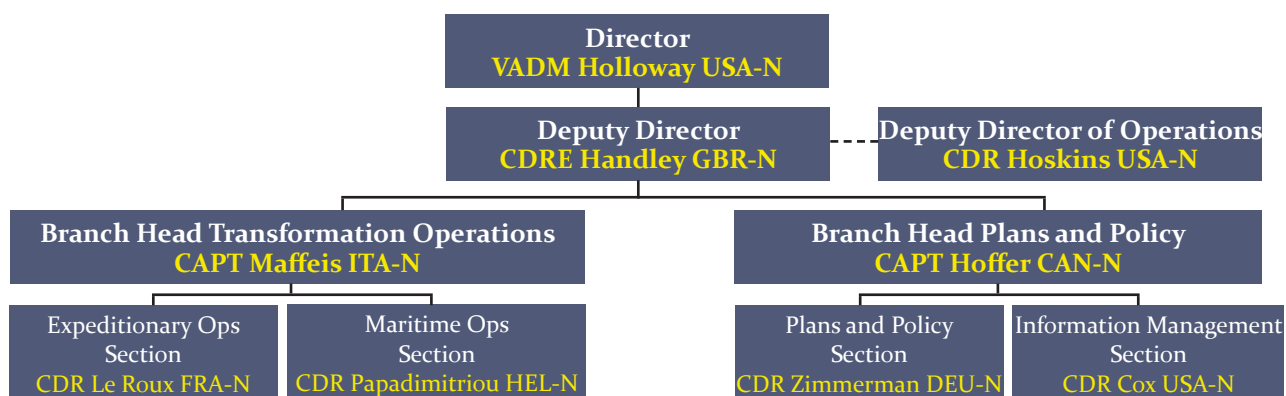 Director
VADM Holloway USA-N
Deputy Director
CDRE Handley GBR-N
Deputy Director of Operations
CDR Hoskins USA-N
Branch Head Transformation Operations
CAPT Maffeis ITA-N
Branch Head Plans and Policy
CAPT Hoffer CAN-N
Expeditionary Ops
Section
CDR Le Roux FRA-N
Maritime Ops
Section
CDR Papadimitriou HEL-N
Plans and Policy
Section
CDR Zimmerman DEU-N
Information Management
Section
CDR Cox USA-N